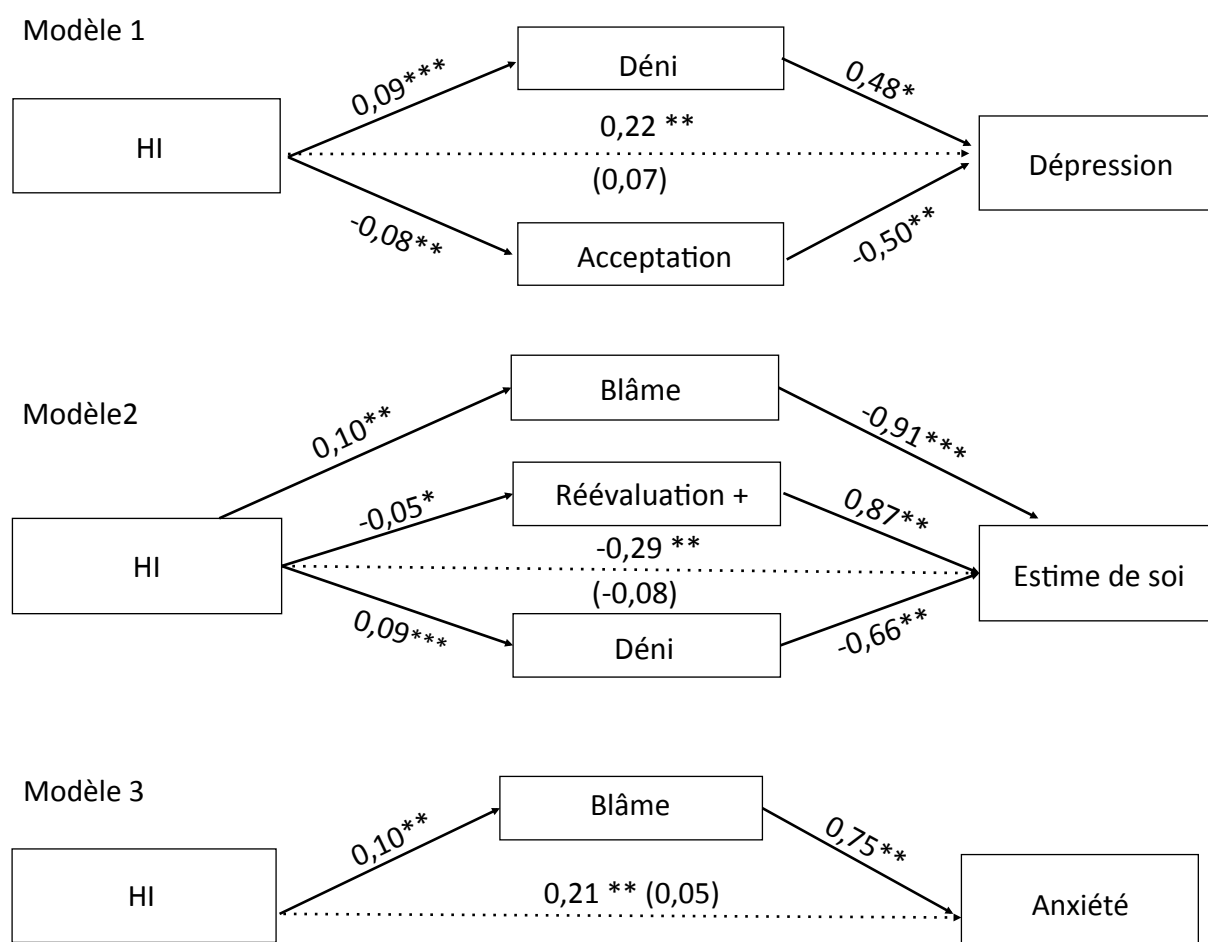 Modèle 1
Déni
0,09***
0,48*
HI
0,22 **
(0,07)
Dépression
-0,08**
Acceptation
-0,50**
Modèle2
Blâme
0,10**
-0,91***
Réévaluation +
-0,05*
0,87**
HI
-0,29 **
(-0,08)
Estime de soi
0,09***
Déni
-0,66**
Modèle 3
Blâme
0,10**
0,75**
HI
0,21 ** (0,05)
Anxiété